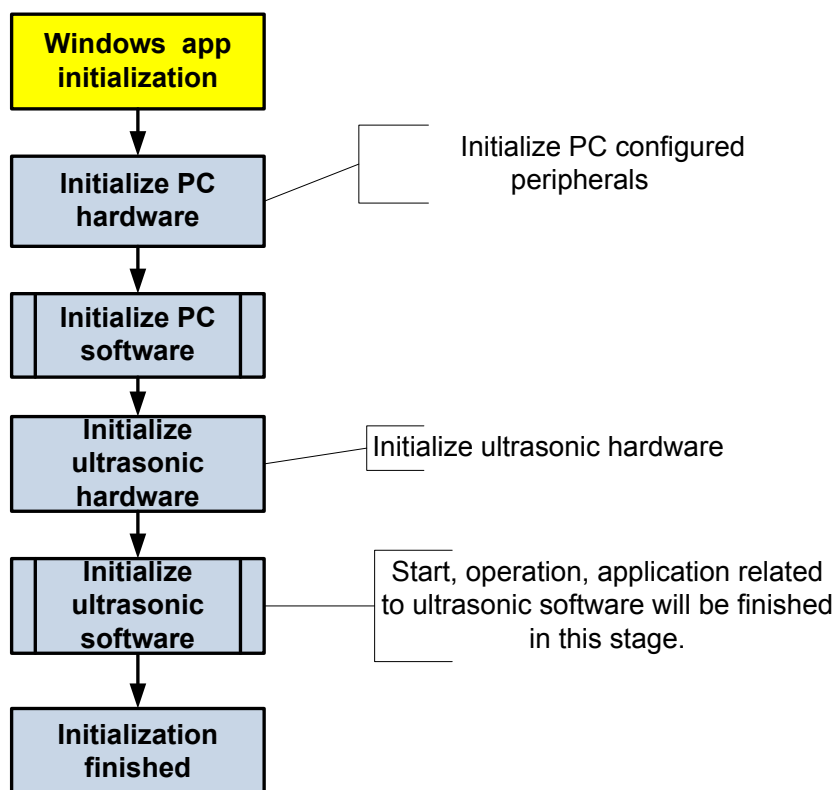 Windows app
initialization
Initialize PC
hardware
Initialize PC configured
peripherals
Initialize PC
software
Initialize
ultrasonic
hardware
Initialize ultrasonic hardware
Initialize
ultrasonic
software
Start, operation, application related
to ultrasonic software will be finished
in this stage.
Initialization
finished